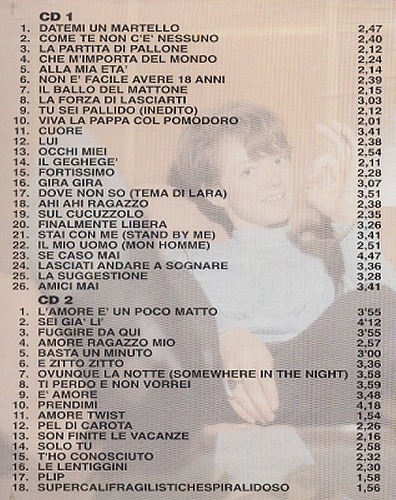 CD 1
1. DATEMI UN MARTELLO 2,47
2. COME TE NON C'E' NESSUNO 2,40
3. LA PARTITA DI PALLONE 2,12
4. CHE M'IMPORTA DEL MONDO 2,24
5. ALLA MIA ETA' 2,14
6. NON E' FACILE AVERE 18 ANNI 2,39
7. IL BALLO DEL MATTONE 2,15
8. LA FORZA DI LASCIARTI 3,03
9. TU SEI PALLIDO (INEDITO) 2,12
10. VIVA LA PAPPA COL POMODORO 2,01
11. CUORE 3,41
12. LUI 2,38
13. OCCHI MIEI 2,54
14. IL GEGHEGE' 2,11
15. FORTISSIMO 2,28
16. GIRA GIRA 3,07
17. DOVE NON SO (TEMA DI LARA) 3,51
18. AHI AHI RAGAZZO 2,38
19. SUL CUCUZZOLO 2,35
20. FINALMENTE LIBERA 3,26
21. STAI CON ME (STAND BY ME) 3,41
22. IL MIO UOMO (MON HOMME) 2,51
23. SE CASO MAI 4,47
24. LASCIATI ANDARE A SOGNARE 3,36
25. LA SUGGESTIONE 3,28
26. AMICI MAI 3,41
CD 2
1. L'AMORE E' UN POCO MATTO 3'55
2. SEI GIA' LI' 4'12
3. FUGGIRE DA QUI 3'55
4. AMORE RAGAZZO MIO 2,57
5. BASTA UN MINUTO 3'00
6. E ZITTO ZITTO 3,36
7. OVUNQUE LA NOTTE (SOMEWHERE IN THE NIGHT) 3,58
8. TI PERDO E NON VORREI 3,59
9. E' AMORE 3,48
10. PRENDIMI 4,18
11. AMORE TWIST 1,54
12. PEL DI CAROTA 2,26
13. SON FINITE LE VACANZE 2,16
14. SOLO TU 2,58
15. T'HO CONOSCIUTO 2,32
16. LE LENTIGGINI 2,30
17. PLIP 1,58
18. SUPERCALIFRAGILISTICHESPIRALIDOSO 1,56